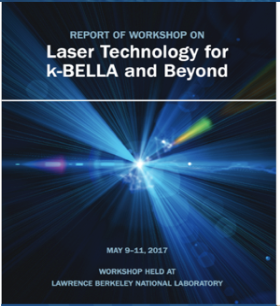 REPORT OF WORKSHOP ON
Laser Technology for
k-BELLA and Beyond
MAY 9–11, 2017
WORKSHOP HELD AT
LAWRENCE BERKELEY NATIONAL LABORATORY